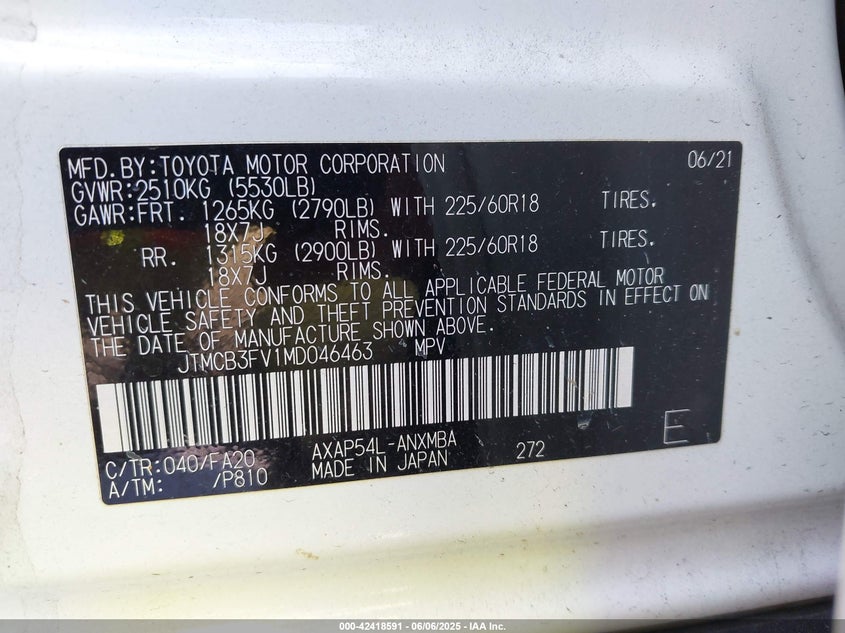 MFD.BY:TOYOTA MOTOR CORPORATION 06/21
GVWR:2510KG (5530LB)
GAWR:FRT. 1265KG (2790LB) WITH 225/60R18 TIRES.
18X7J RIMS.
RR. 1315KG (2900LB) WITH 225/60R18 TIRES.
18X7J RIMS.
THIS VEHICLE CONFORMS TO ALL APPLICABLE FEDERAL MOTOR
VEHICLE SAFETY AND THEFT PREVENTION STANDARDS IN EFFECT ON
THE DATE OF MANUFACTURE SHOWN ABOVE.
JTMCB3FV1MD046463 MPV
C/TR:040/FA20 AXAP54L-ANXMBA 272 E
A/TM: /P810 MADE IN JAPAN
000-42418591 - 06/06/2025 - IAA Inc.